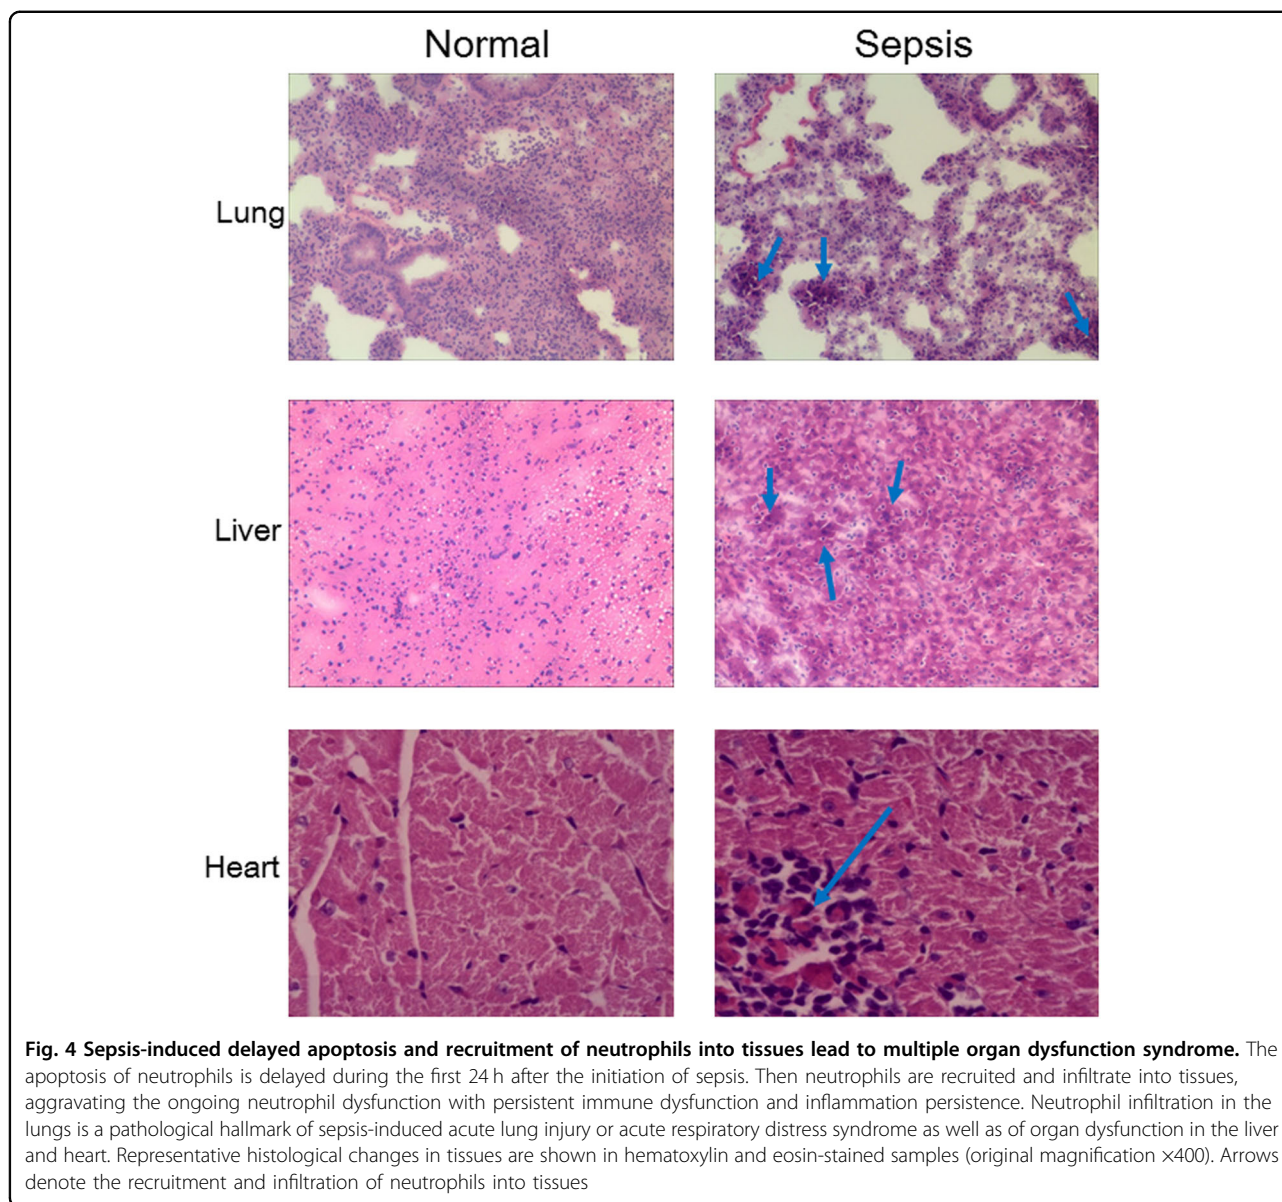 Normal
Sepsis
Lung
Liver
Heart
Fig. 4 Sepsis-induced delayed apoptosis and recruitment of neutrophils into tissues lead to multiple organ dysfunction syndrome. The
apoptosis of neutrophils is delayed during the first 24 h after the initiation of sepsis. Then neutrophils are recruited and infiltrate into tissues,
aggravating the ongoing neutrophil dysfunction with persistent immune dysfunction and inflammation persistence. Neutrophil infiltration in the
lungs is a pathological hallmark of sepsis-induced acute lung injury or acute respiratory distress syndrome as well as of organ dysfunction in the liver
and heart. Representative histological changes in tissues are shown in hematoxylin and eosin-stained samples (original magnification ×400). Arrows
denote the recruitment and infiltration of neutrophils into tissues